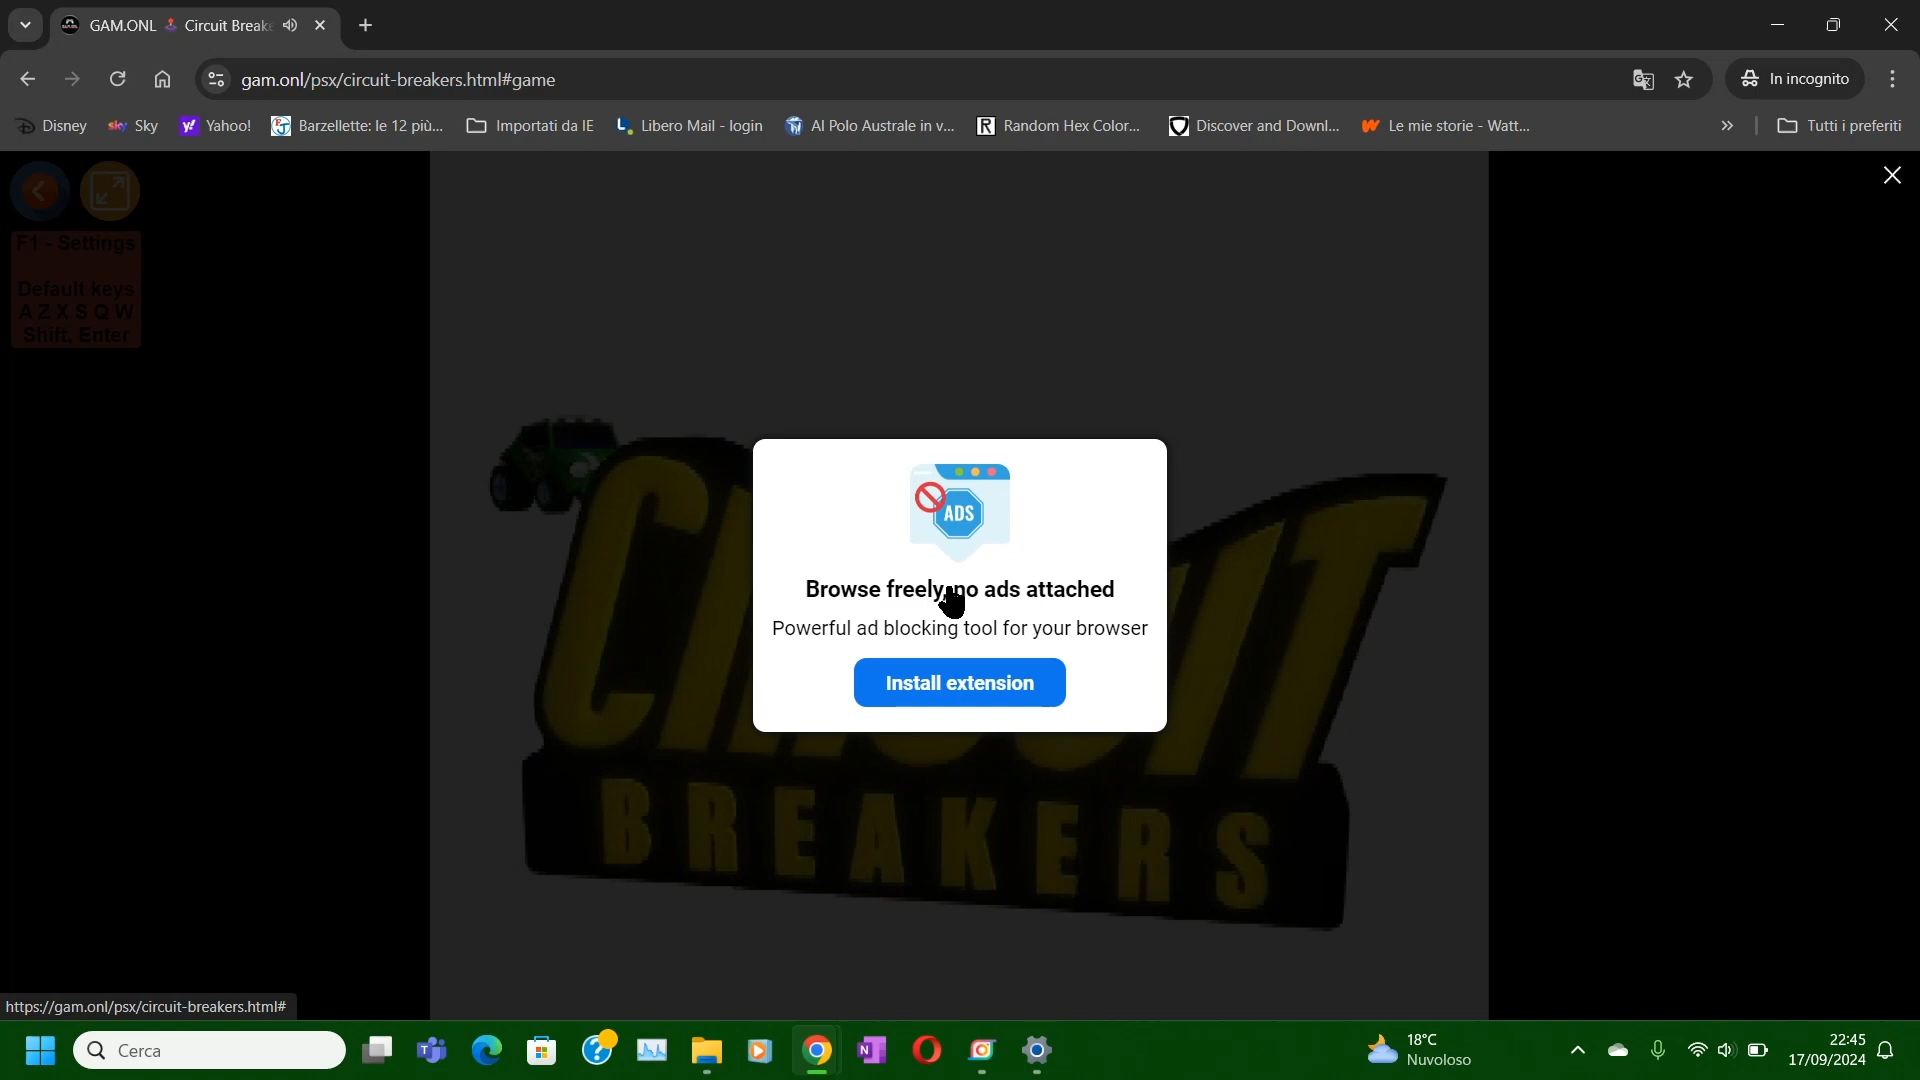 GAM.ONL Circuit Breake
gam.onl/psx/circuit-breakers.html#game
In incognito
Disney
sky Sky
Yahoo!
Barzellette: le 12 più...
Importati da IE
Libero Mail - login
Al Polo Australe in v...
Random Hex Color...
Discover and Downl...
Le mie storie - Watt...
Tutti i preferiti
F1 - Settings
Default keys
A Z X S Q W
Shift, Enter
ADS
Browse freely, no ads attached
Powerful ad blocking tool for your browser
Install extension
BREAKERS
https://gam.onl/psx/circuit-breakers.html#
Cerca
18°C
Nuvoloso
22:45
17/09/2024